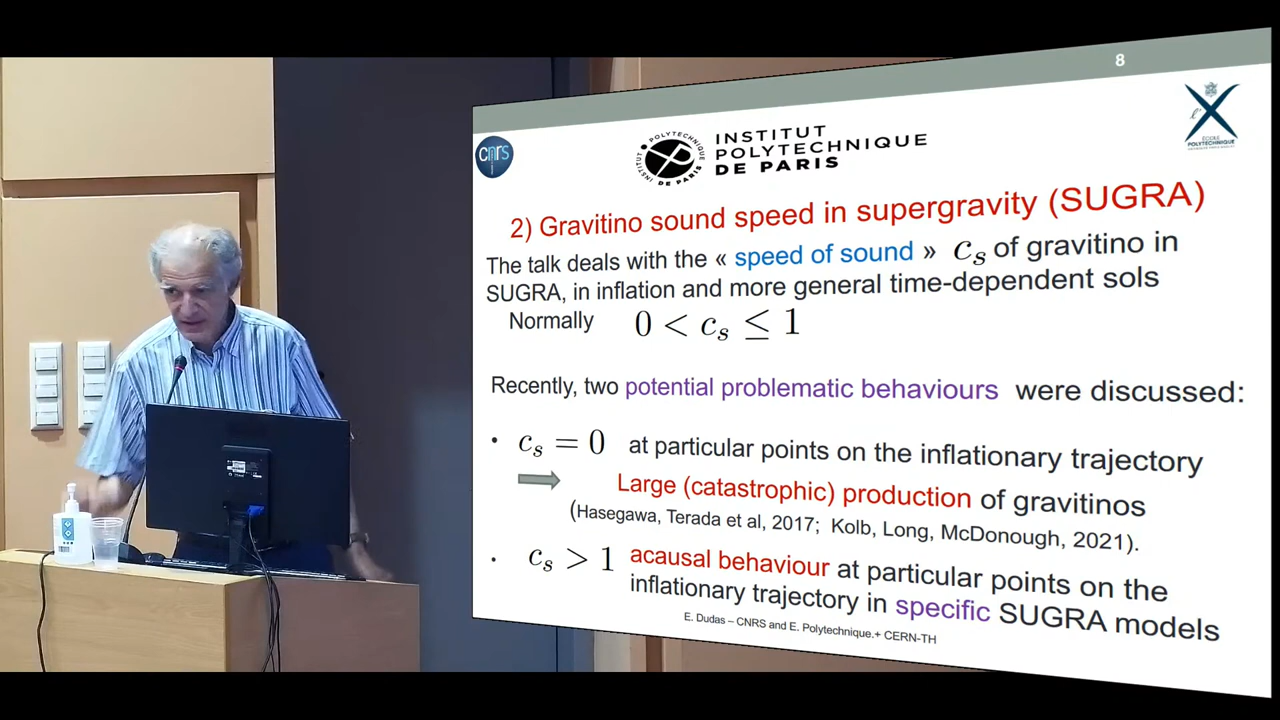 8
cnrs
INSTITUT
POLYTECHNIQUE
DE PARIS
ÉCOLE
POLYTECHNIQUE
2) Gravitino sound speed in supergravity (SUGRA)
The talk deals with the « speed of sound » c_s of gravitino in
SUGRA, in inflation and more general time-dependent sols
Normally 0 < c_s ≤ 1
Recently, two potential problematic behaviours were discussed:
• c_s = 0 at particular points on the inflationary trajectory
Large (catastrophic) production of gravitinos
(Hasegawa, Terada et al, 2017; Kolb, Long, McDonough, 2021).
• c_s > 1 acausal behaviour at particular points on the
inflationary trajectory in specific SUGRA models
E. Dudas – CNRS and E. Polytechnique.+ CERN-TH